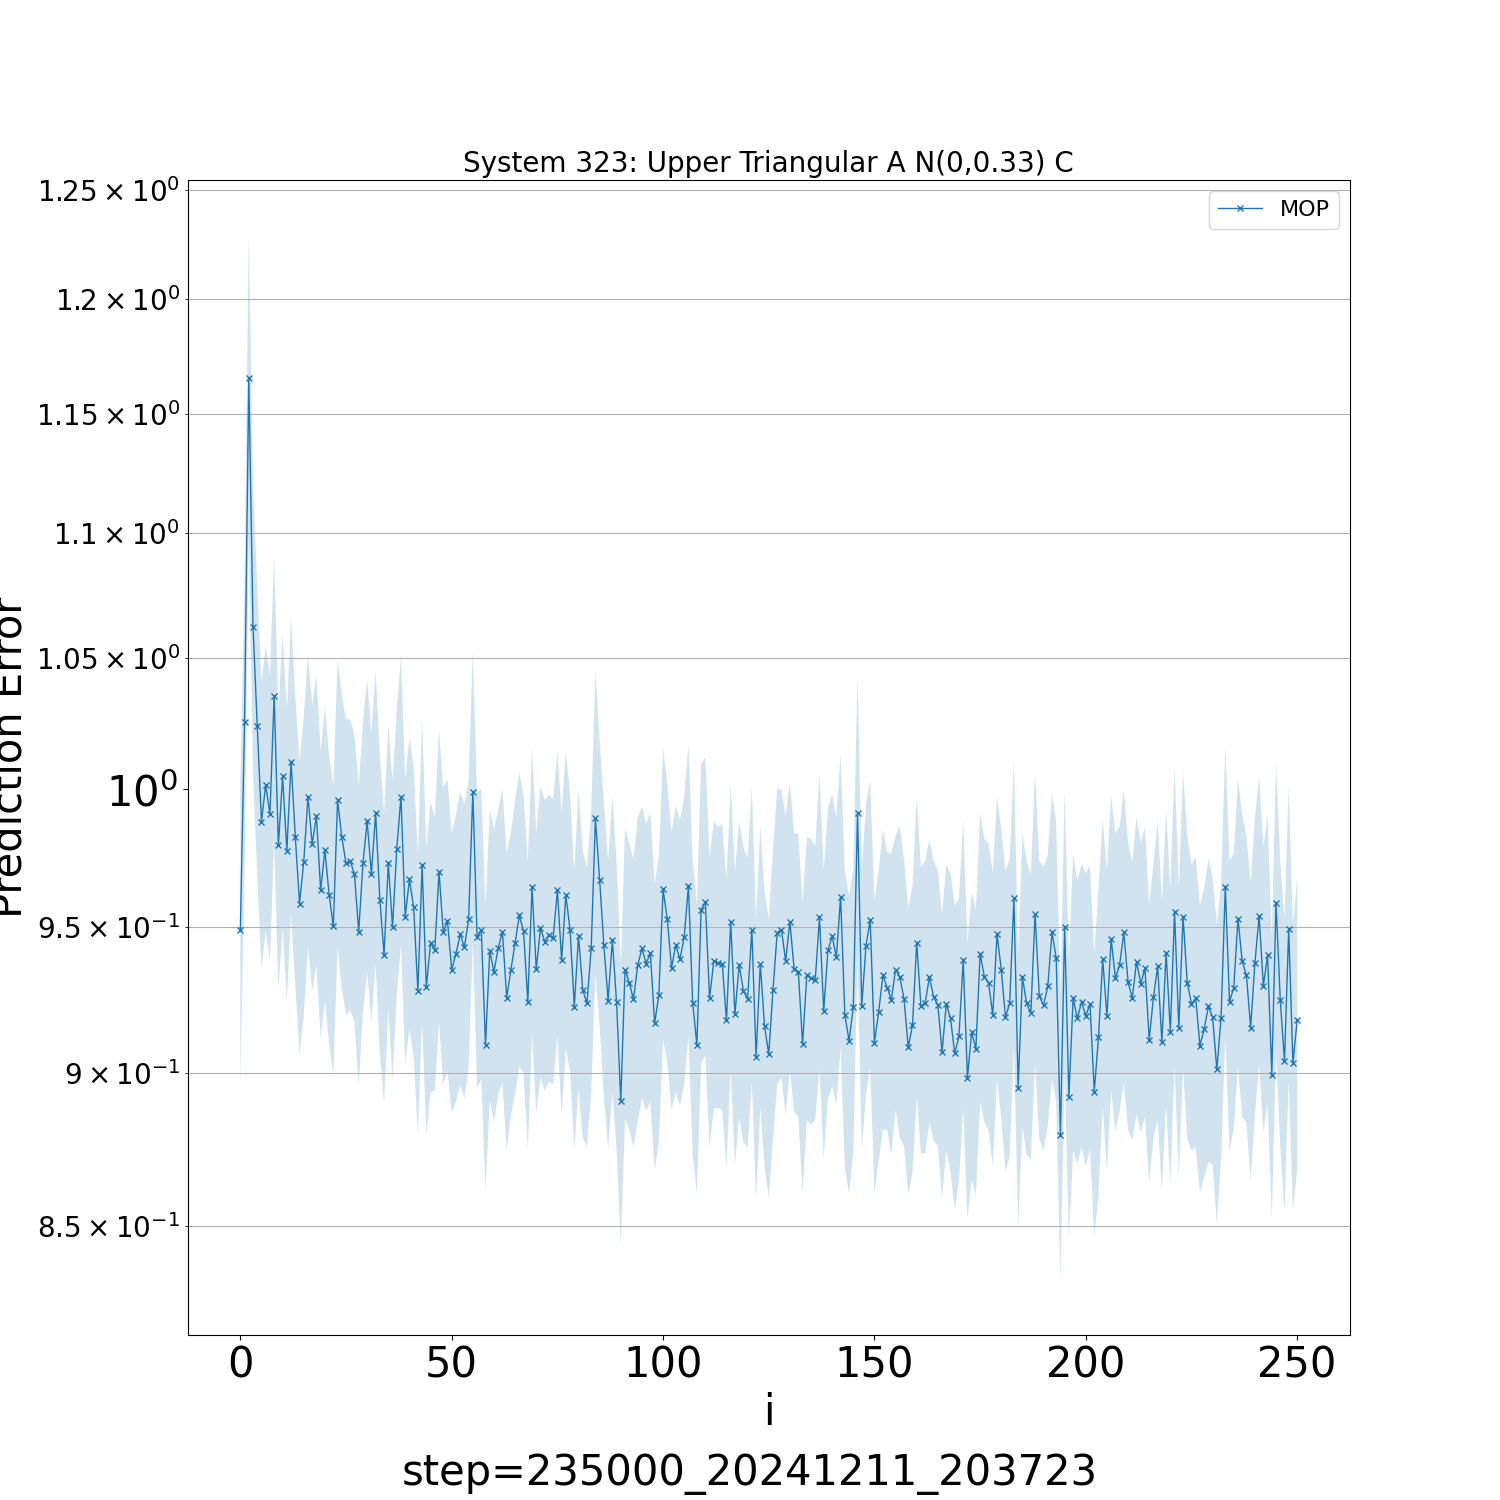 System 323: Upper Triangular A N(0,0.33) C
1.25 × 10⁰
1.2 × 10⁰
1.15 × 10⁰
1.1 × 10⁰
1.05 × 10⁰
10⁰
9.5 × 10⁻¹
9 × 10⁻¹
8.5 × 10⁻¹
Prediction Error
MOP
0 50 100 150 200 250
i
step=235000_20241211_203723